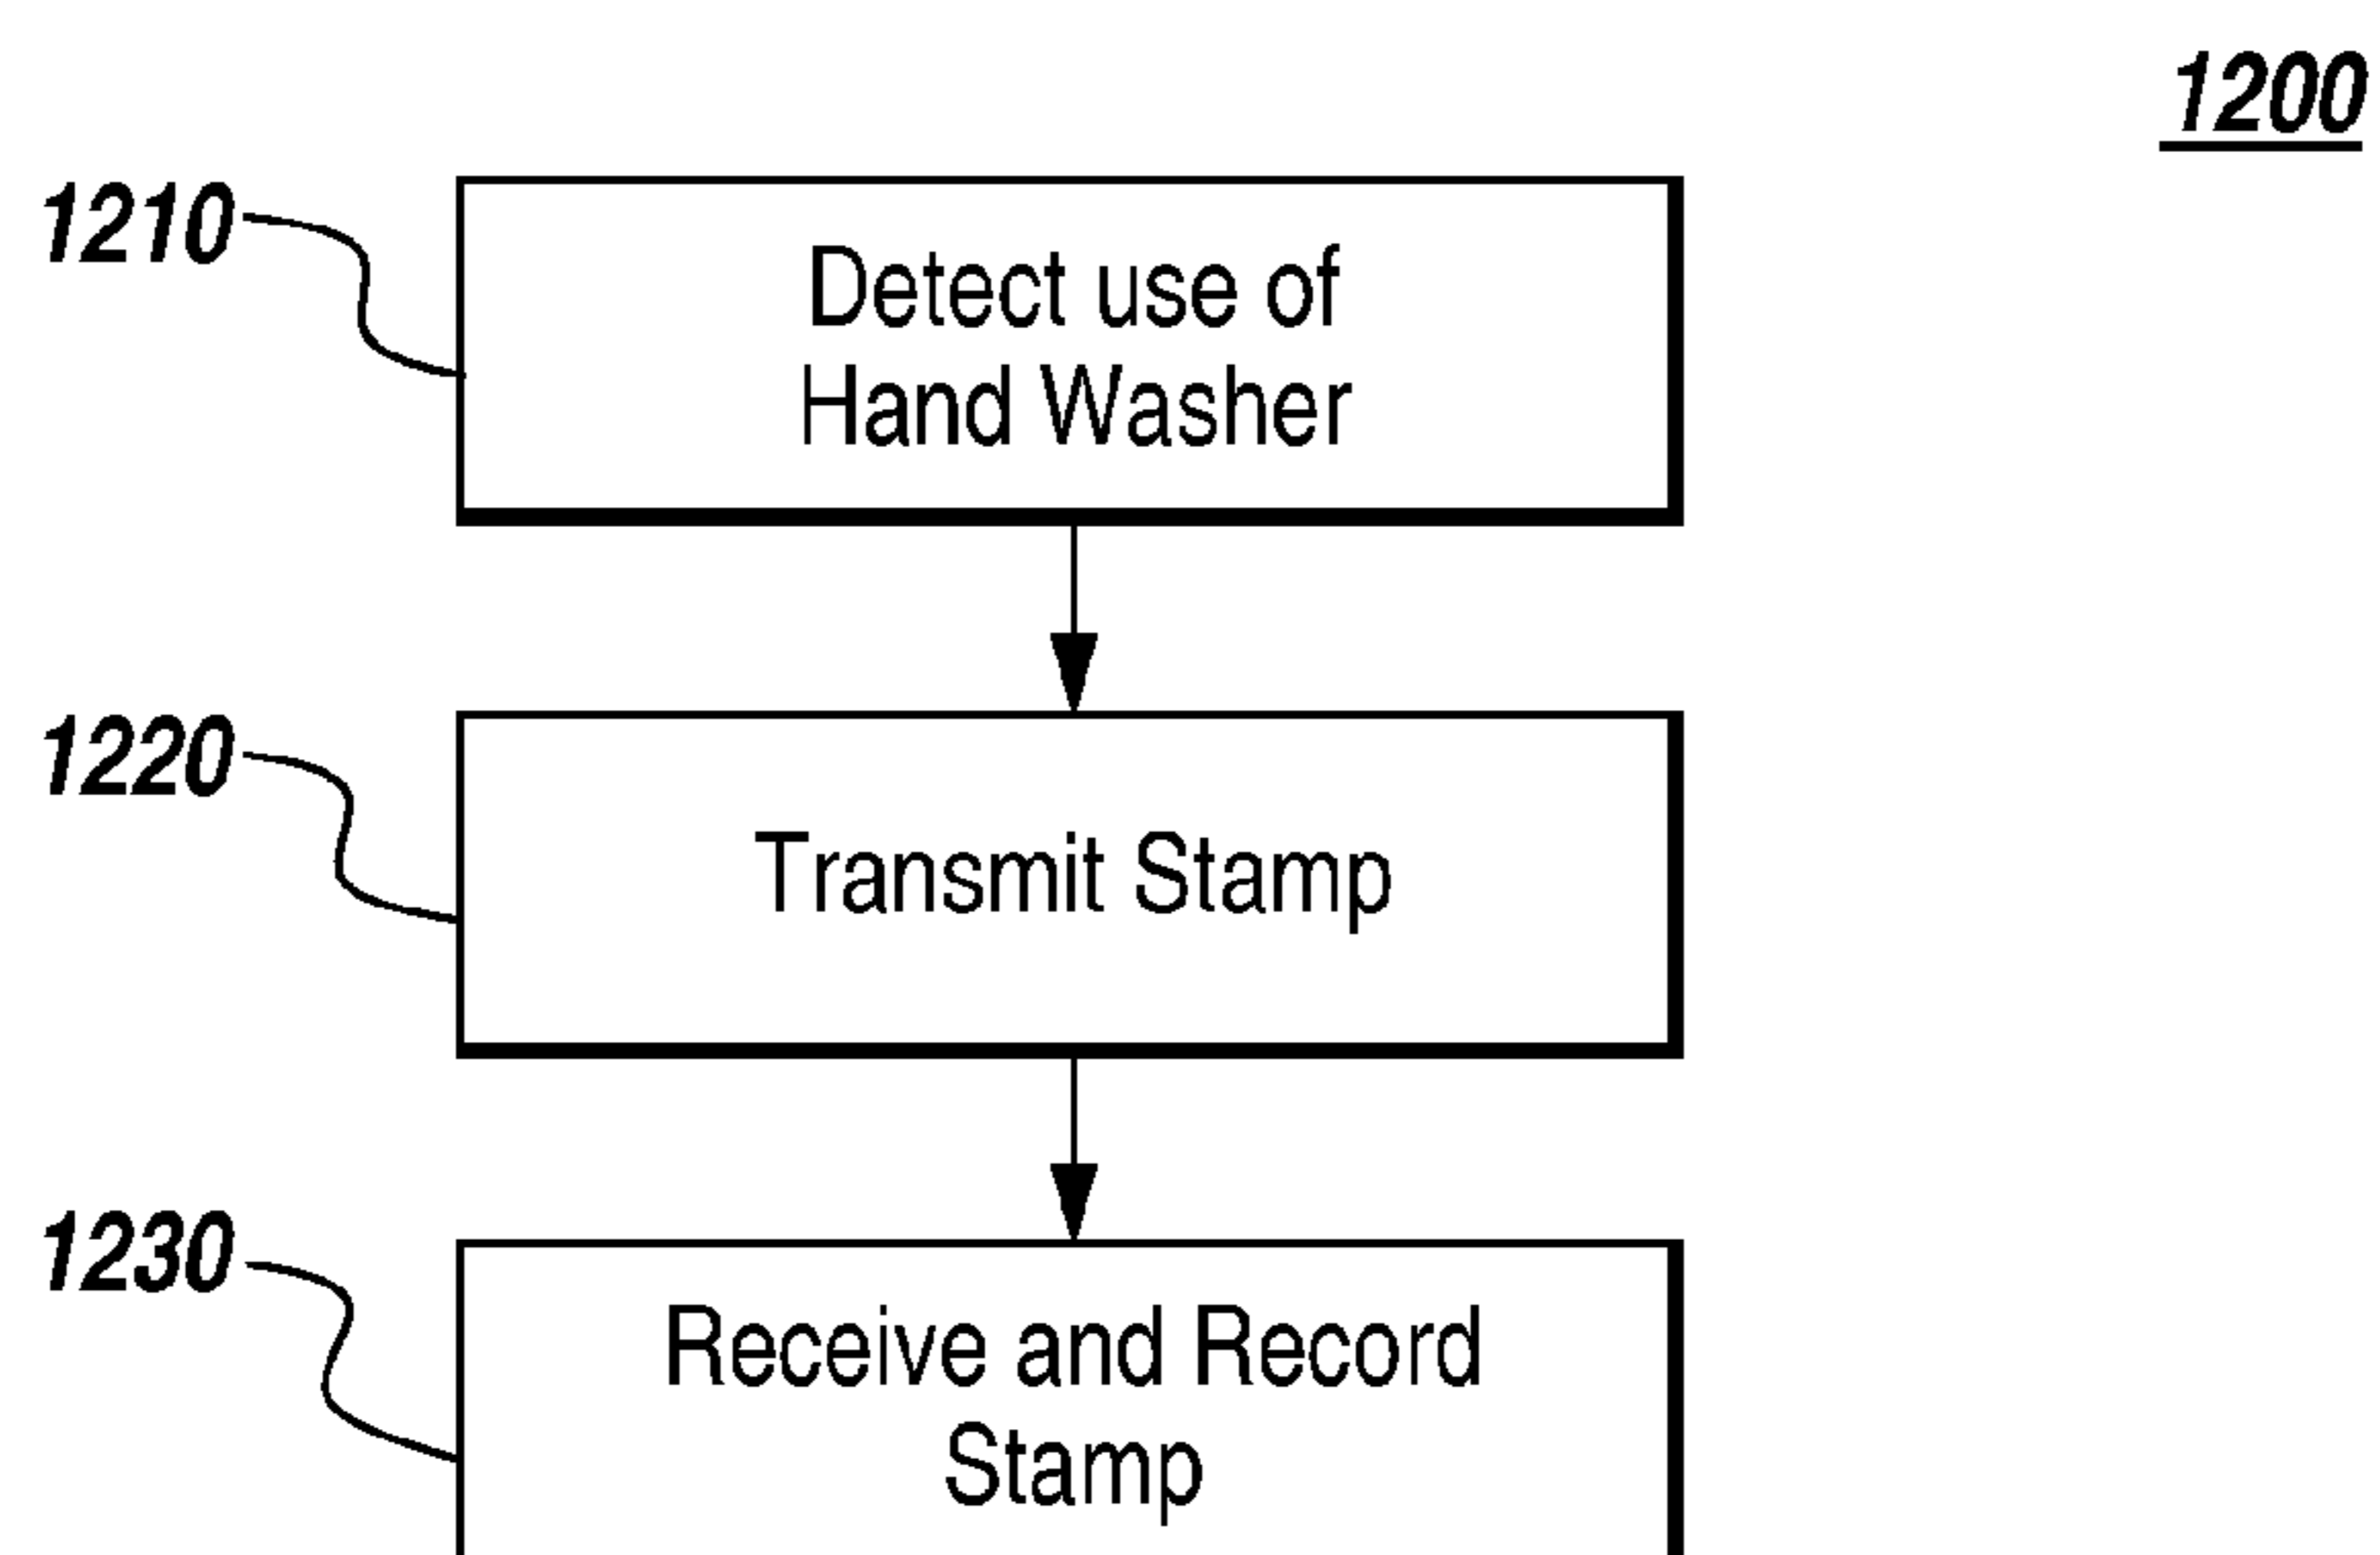 1200
1210
Detect use of
Hand Washer
1220
Transmit Stamp
1230
Receive and Record
Stamp